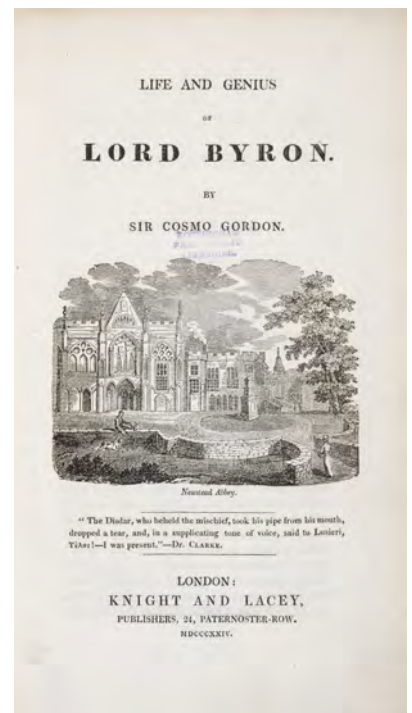 LIFE AND GENIUS
OF
LORD BYRON.
BY
SIR COSMO GORDON.
Newstead Abbey.
" The Disdar, who beheld the mischief, took his pipe from his mouth,
dropped a tear, and, in a supplicating tone of voice, said to Lusieri,
Τέλος!—I was present."—Dr. CLARKE.
LONDON:
KNIGHT AND LACEY,
PUBLISHERS, 24, PATERNOSTER-ROW.
MDCCCXXIV.